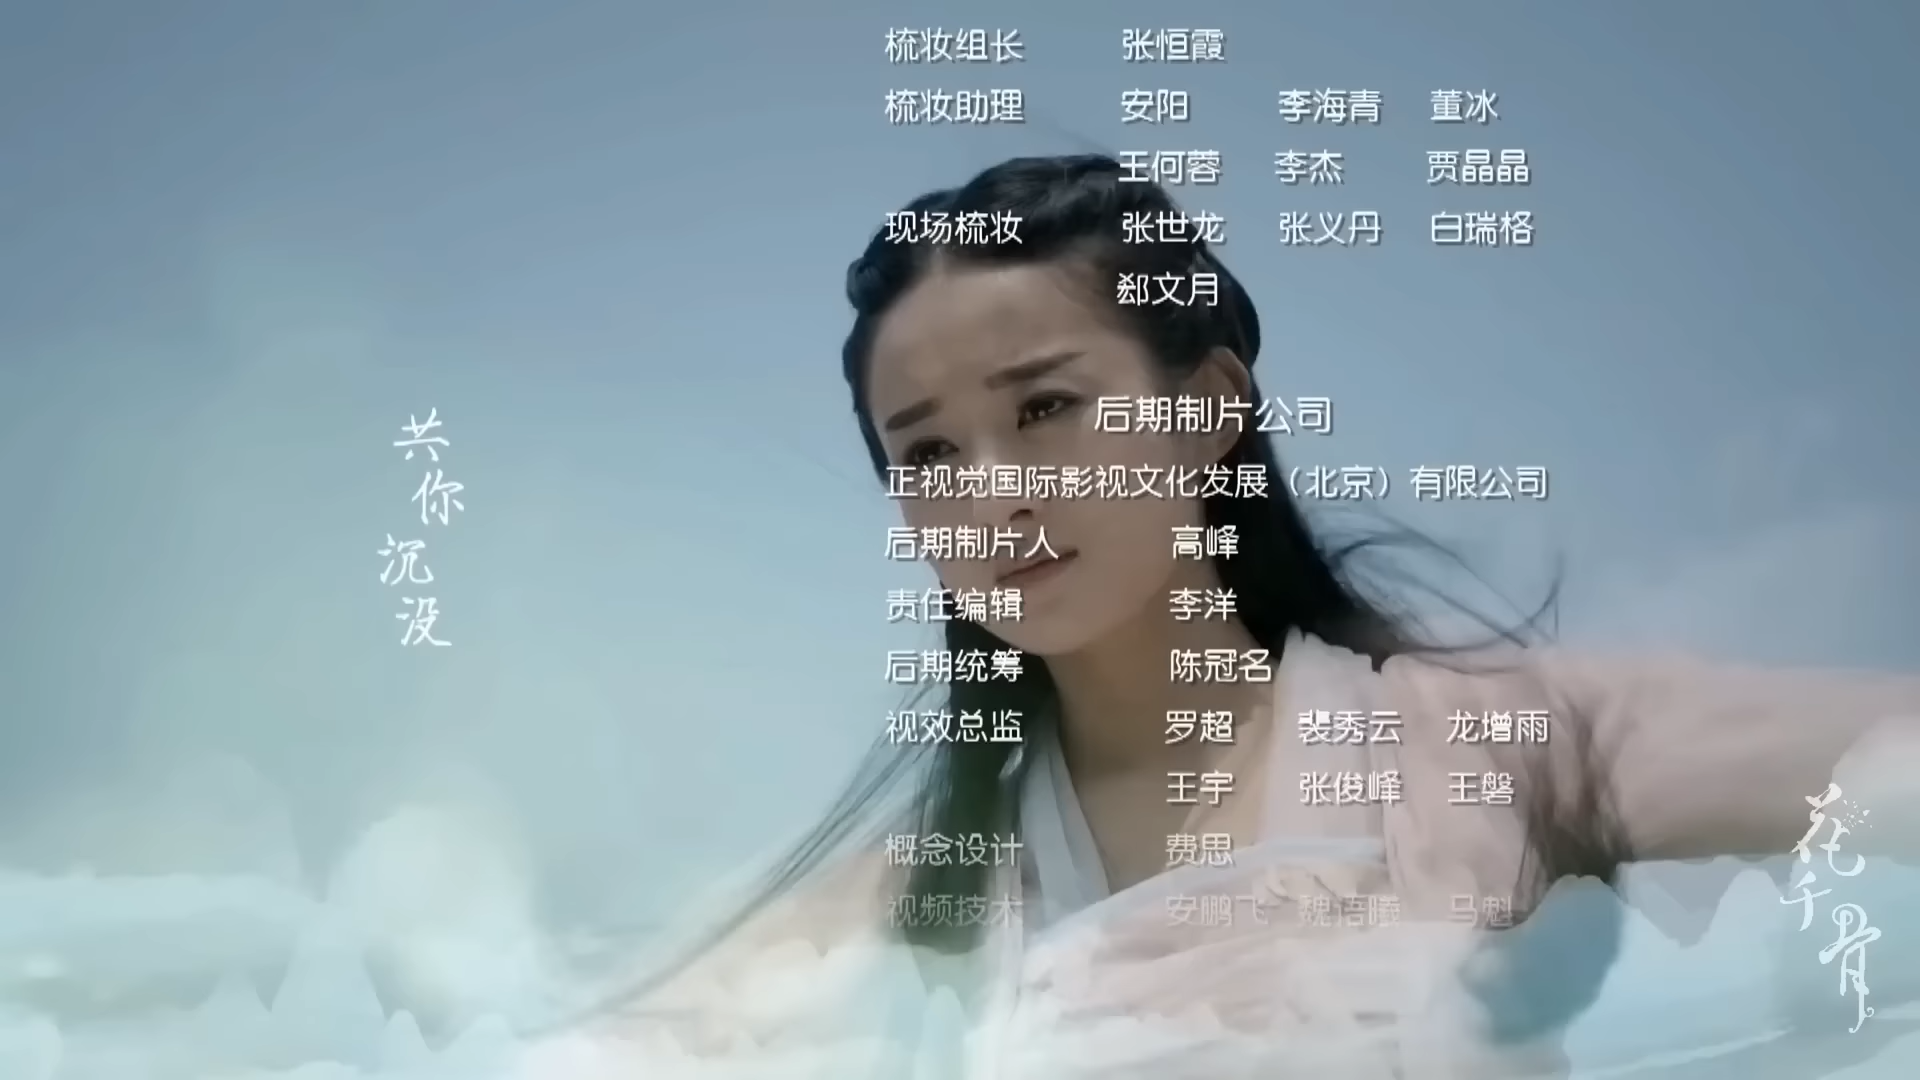 梳妆组长 张恒霞
梳妆助理 安阳 李海青 董冰
王何蓉 李杰 贾晶晶
现场梳妆 张世龙 张义丹 白瑞格
郄文月
后期制片公司
正视觉国际影视文化发展（北京）有限公司
后期制片人 高峰
责任编辑 李洋
后期统筹 陈冠名
视效总监 罗超 裴秀云 龙增雨
王宇 张俊峰 王磐
概念设计 费思
视频技术 安鹏飞 魏语曦 马魁
共你沉没
花千骨